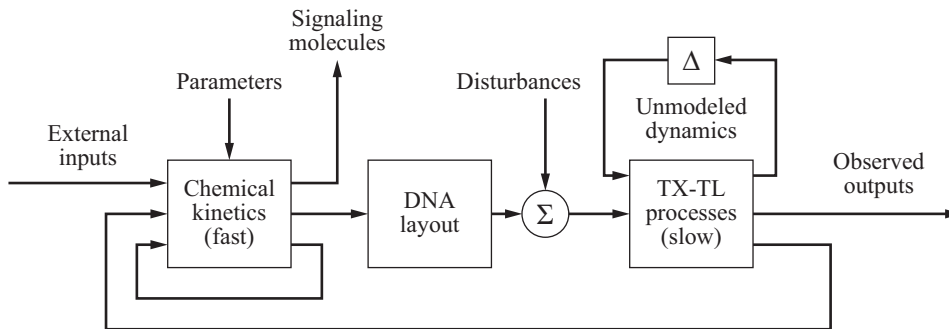 Signaling
molecules
Parameters
External
inputs
Chemical
kinetics
(fast)
DNA
layout
Disturbances
Σ
Δ
Unmodeled
dynamics
TX-TL
processes
(slow)
Observed
outputs